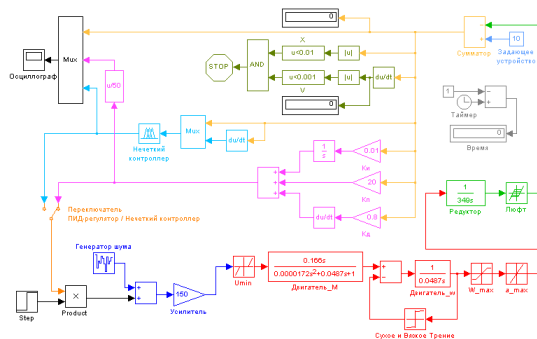 0
X
u<0.01
|u|
Сумматор
10
Задающее
устройство
Осциллограф
Mux
STOP
AND
u<0.001
|u|
du/dt
V
0
u/50
1
Таймер
0
Время
Нечеткий
контроллер
Mux
du/dt
1
s
0.01
Ки
20
Кп
du/dt
0.8
Кд
1
348s
Редуктор
Люфт
Переключатель
ПИД-регулятор / Нечеткий контроллер
Генератор шума
Step
Product
150
Усилитель
Umin
0.166s
0.0000172s²+0.0487s+1
Двигатель_М
1
0.0487s
Двигатель_w
W_max
a_max
Сухое и Вязкое Трение